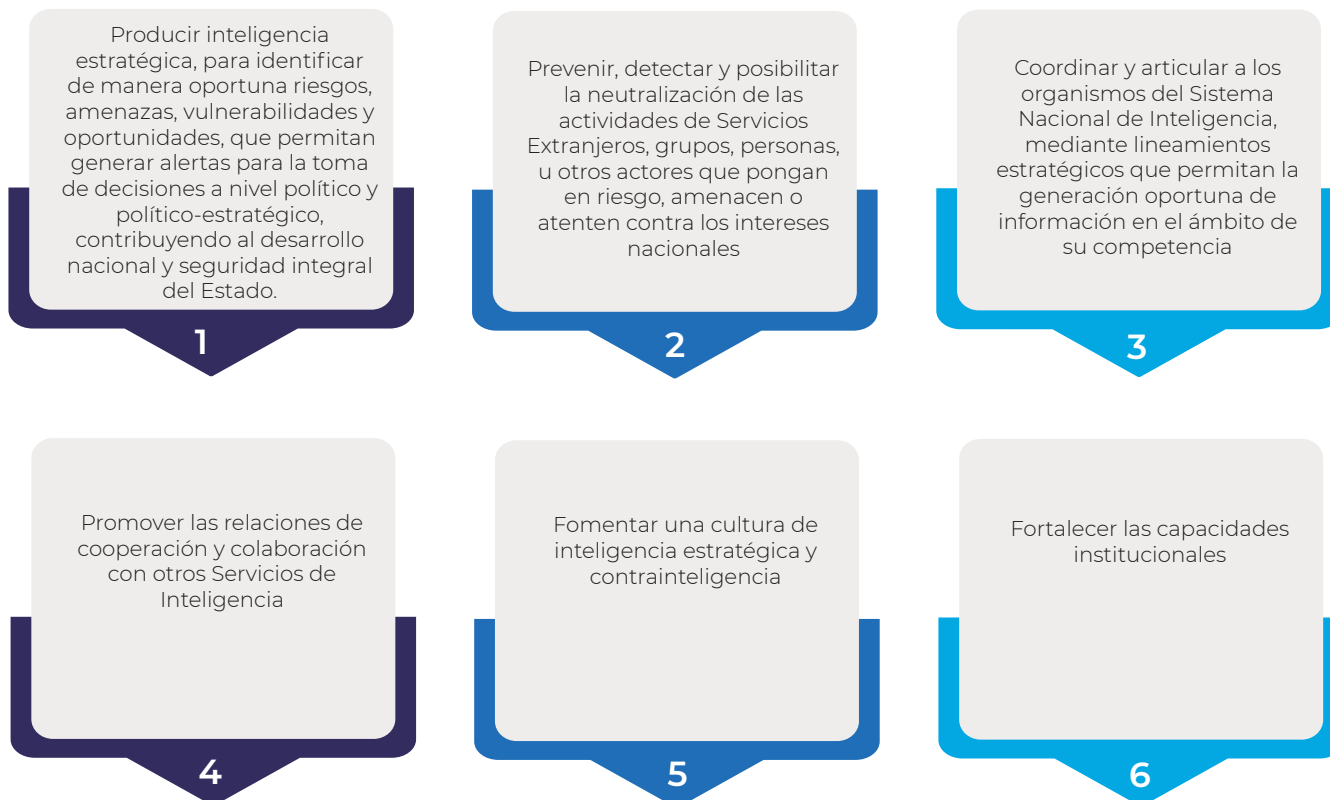 Producir inteligencia
estratégica, para identificar
de manera oportuna riesgos,
amenazas, vulnerabilidades y
oportunidades, que permitan
generar alertas para la toma
de decisiones a nivel político y
político-estratégico,
contribuyendo al desarrollo
nacional y seguridad integral
del Estado.
1
Prevenir, detectar y posibilitar
la neutralización de las
actividades de Servicios
Extranjeros, grupos, personas,
u otros actores que pongan
en riesgo, amenacen o
atenten contra los intereses
nacionales
2
Coordinar y articular a los
organismos del Sistema
Nacional de Inteligencia,
mediante lineamientos
estratégicos que permitan la
generación oportuna de
información en el ámbito de
su competencia
3
Promover las relaciones de
cooperación y colaboración
con otros Servicios de
Inteligencia
4
Fomentar una cultura de
inteligencia estratégica y
contrainteligencia
5
Fortalecer las capacidades
institucionales
6